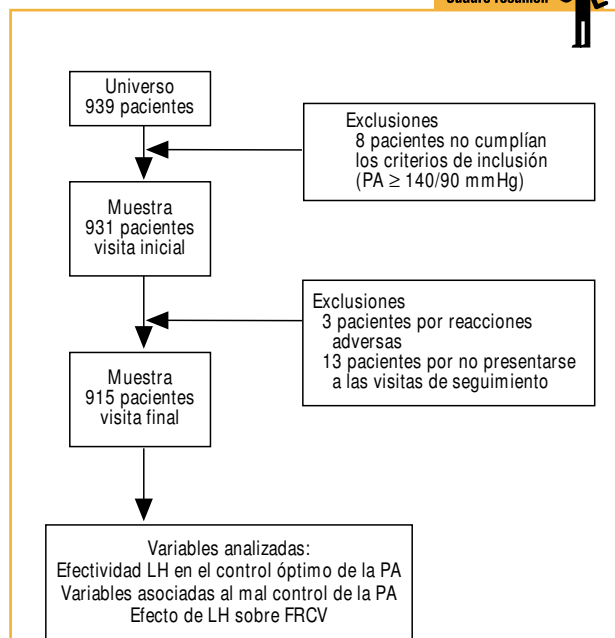 Cuadro resumen
Universo
939 pacientes
Exclusiones
8 pacientes no cumplían
los criterios de inclusión
(PA ≥ 140/90 mmHg)
Muestra
931 pacientes
visita inicial
Exclusiones
3 pacientes por reacciones
adversas
13 pacientes por no presentarse
a las visitas de seguimiento
Muestra
915 pacientes
visita final
Variables analizadas:
Efectividad LH en el control óptimo de la PA
Variables asociadas al mal control de la PA
Efecto de LH sobre FRCV